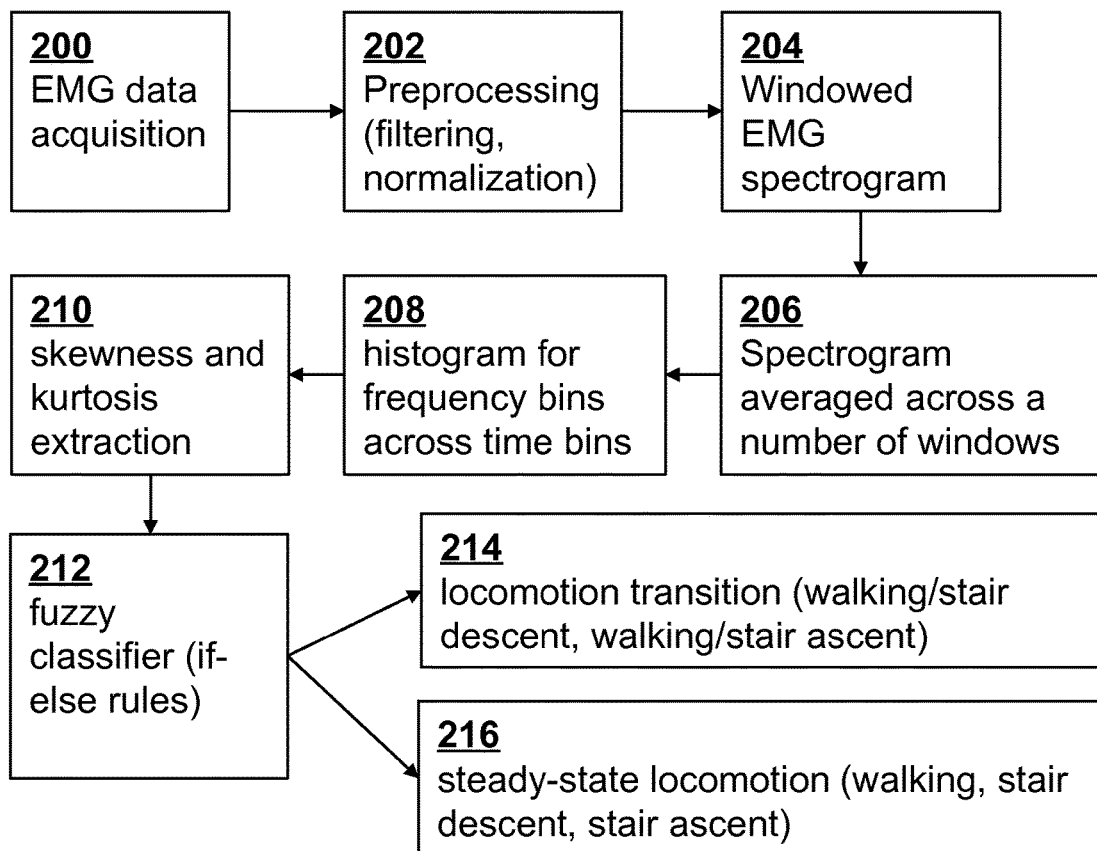 200
EMG data
acquisition
202
Preprocessing
(filtering,
normalization)
204
Windowed
EMG
spectrogram
210
skewness and
kurtosis
extraction
208
histogram for
frequency bins
across time bins
206
Spectrogram
averaged across a
number of windows
212
fuzzy
classifier (if-
else rules)
214
locomotion transition (walking/stair
descent, walking/stair ascent)
216
steady-state locomotion (walking, stair
descent, stair ascent)